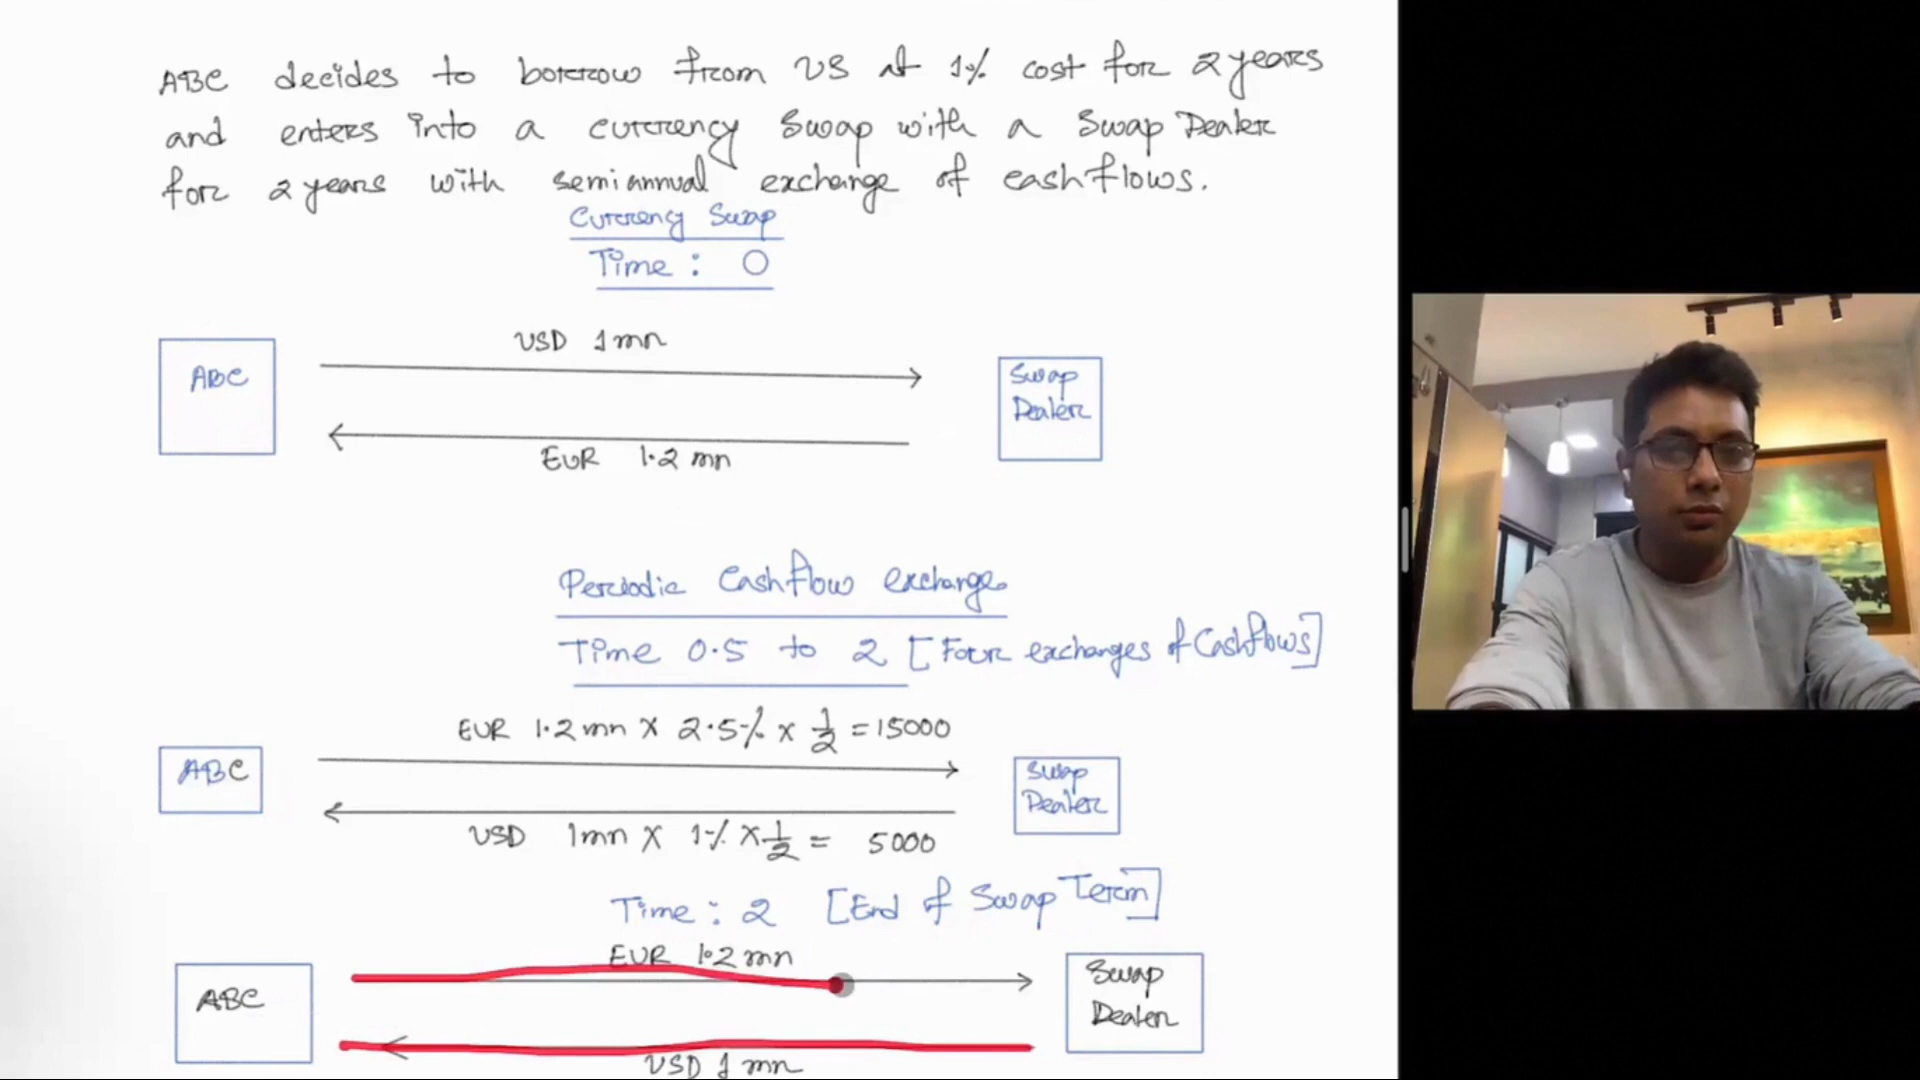 ABC decides to borrow from US at 1% cost for 2 years
and enters into a currency swap with a Swap Dealer
for 2 years with semiannual exchange of cashflows.
Currency Swap
Time : 0
USD 1 mn
ABC
Swap
Dealer
EUR 1.2 mn
Periodic Cashflow exchange
Time 0.5 to 2 [Four exchanges of Cashflows]
EUR 1.2 mn X 2.5% X 1/2 = 15000
ABC
Swap
Dealer
USD 1mn X 1% X 1/2 = 5000
Time : 2 [End of Swap Term]
EUR 1.2 mn
ABC
Swap
Dealer
USD 1 mn